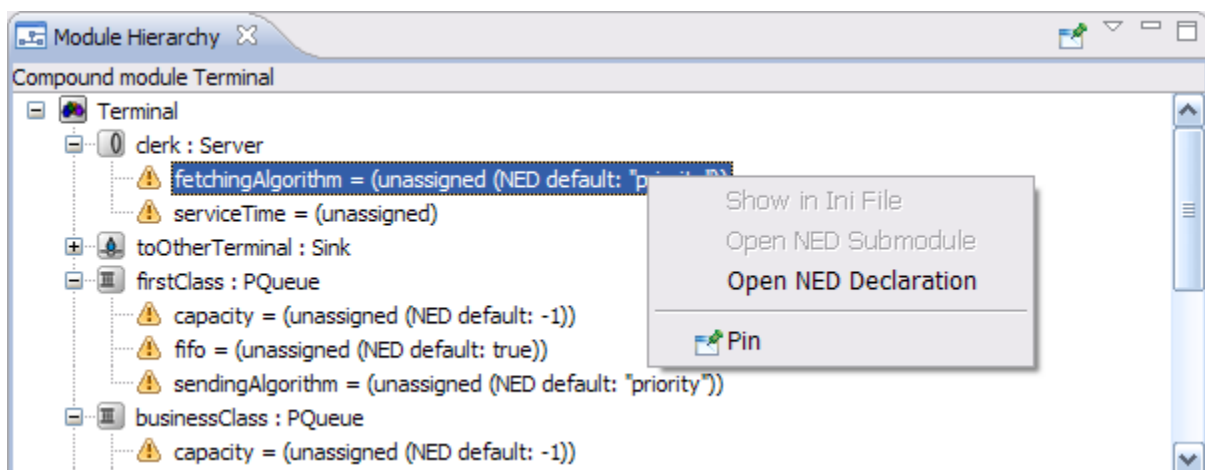 Module Hierarchy
Compound module Terminal
Terminal
clerk : Server
fetchingAlgorithm = (unassigned (NED default: "priority"))
serviceTime = (unassigned)
toOtherTerminal : Sink
firstClass : PQueue
capacity = (unassigned (NED default: -1))
fifo = (unassigned (NED default: true))
sendingAlgorithm = (unassigned (NED default: "priority"))
businessClass : PQueue
capacity = (unassigned (NED default: -1))
Show in Ini File
Open NED Submodule
Open NED Declaration
Pin